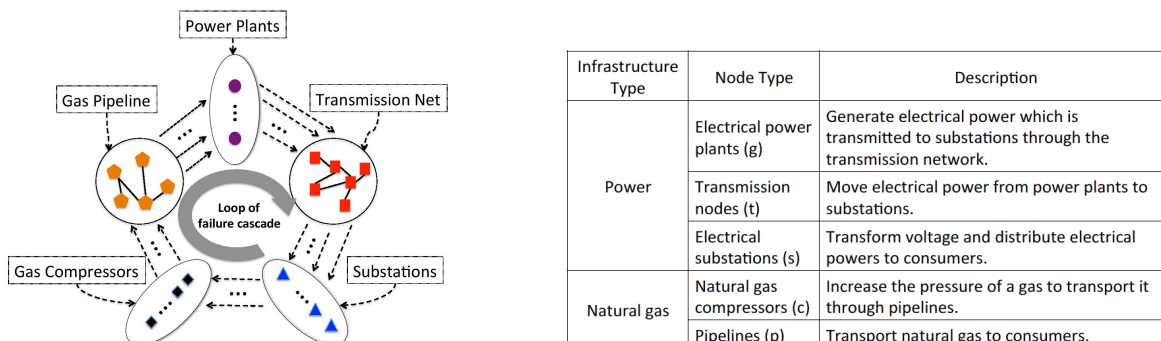 Power Plants
Gas Pipeline
Transmission Net
Loop of
failure cascade
Gas Compressors
Substations
Infrastructure
Type
Node Type
Description
Power
Electrical power
plants (g)
Generate electrical power which is
transmitted to substations through the
transmission network.
Transmission
nodes (t)
Move electrical power from power plants to
substations.
Electrical
substations (s)
Transform voltage and distribute electrical
powers to consumers.
Natural gas
Natural gas
compressors (c)
Increase the pressure of a gas to transport it
through pipelines.
Pipelines (p)
Transport natural gas to consumers.